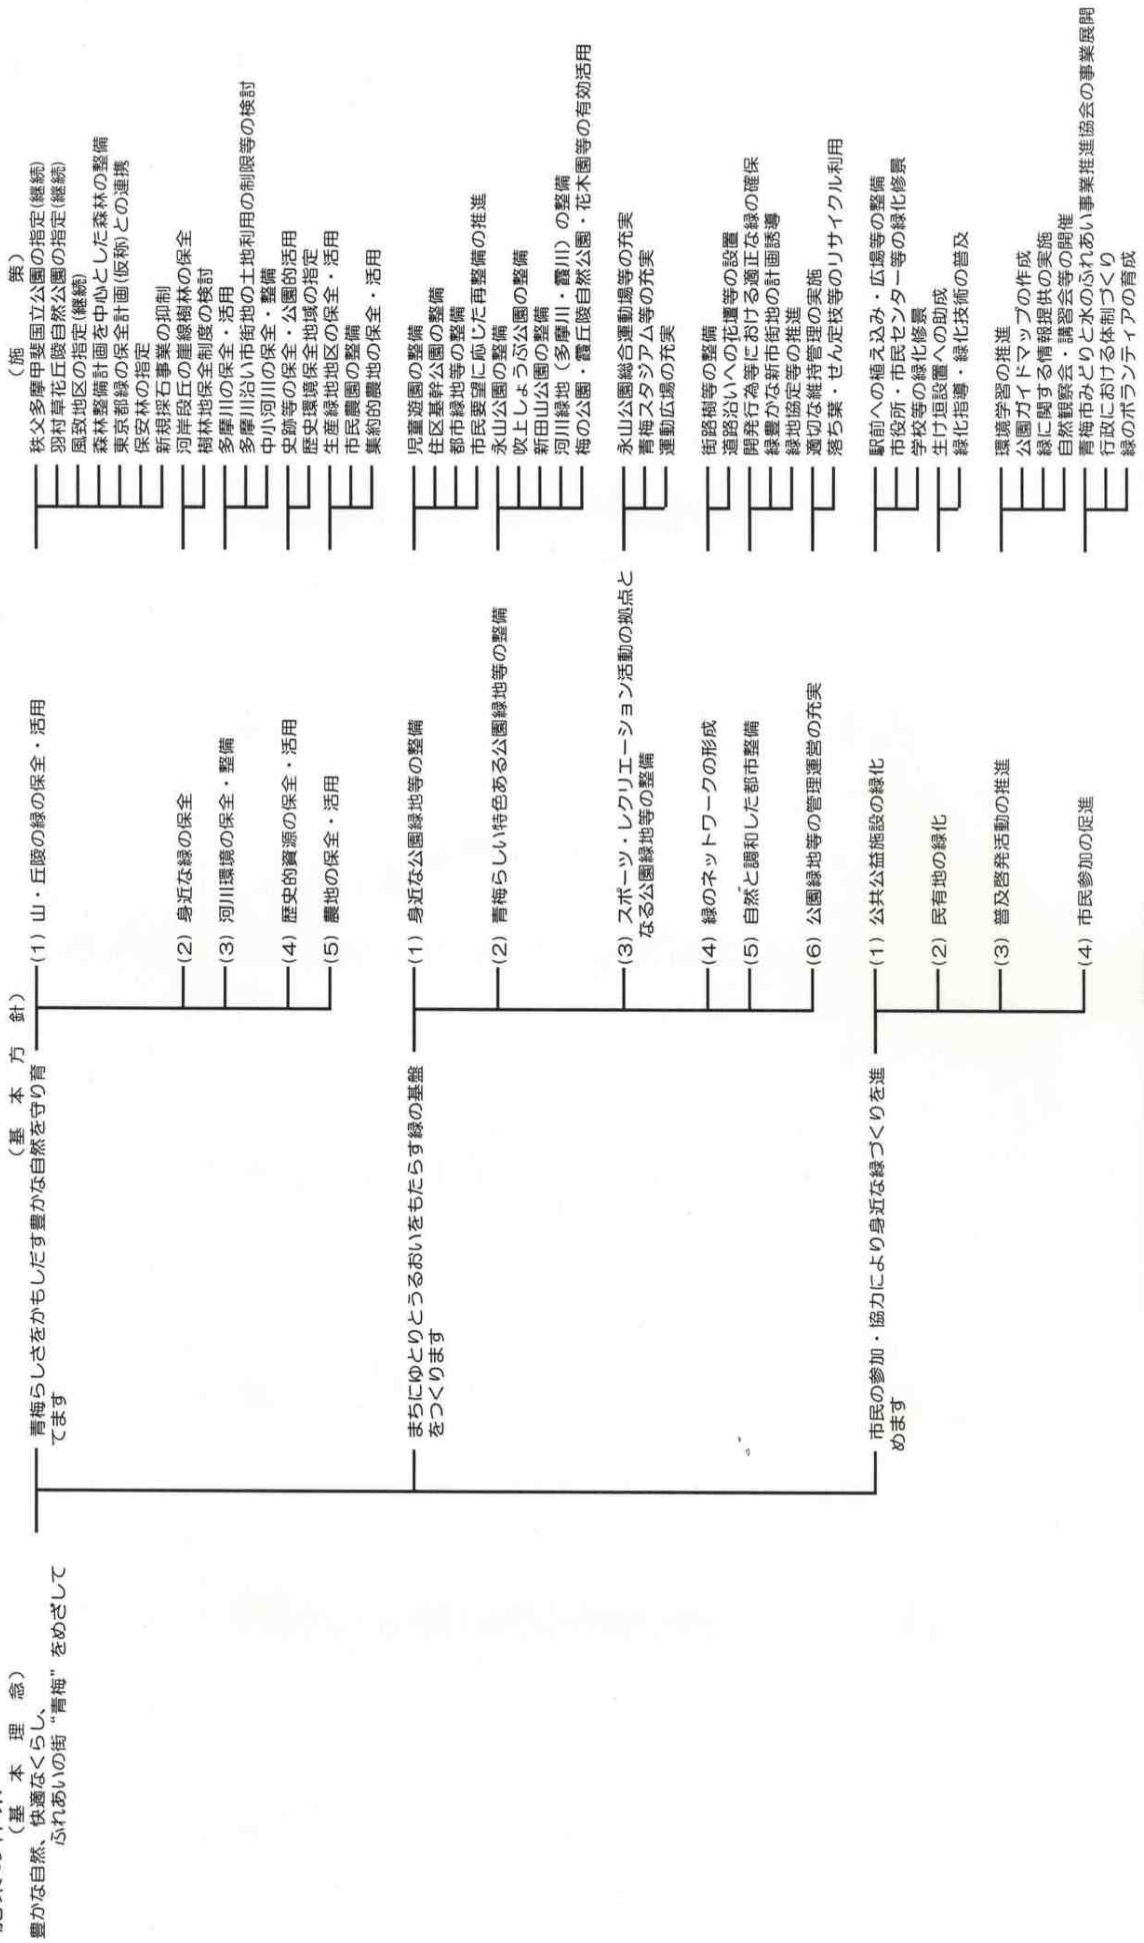 （基　本　理　念）
豊かな自然、快適なくらし、
ふれあいの街“青梅”をめざして
（基　本　方　針）
青梅らしさをかもしだす豊かな自然を守り育
てます
(1) 山・丘陵の緑の保全・活用
(2) 身近な緑の保全
(3) 河川環境の保全・整備
(4) 歴史的資源の保全・活用
(5) 農地の保全・活用
まちにゆとりとうるおいをもたらす緑の基盤
をつくります
(1) 身近な公園緑地等の整備
(2) 青梅らしい特色ある公園緑地等の整備
(3) スポーツ・レクリエーション活動の拠点と
なる公園緑地等の整備
(4) 緑のネットワークの形成
(5) 自然と調和した都市整備
(6) 公園緑地等の管理運営の充実
市民の参加・協力により身近な緑づくりを進
めます
(1) 公共公益施設の緑化
(2) 民有地の緑化
(3) 普及啓発活動の推進
(4) 市民参加の促進
（施　策）
秩父多摩甲斐国立公園の指定(継続)
羽村草花丘陵自然公園の指定(継続)
風致地区の指定(継続)
森林整備計画を中心とした森林の整備
東京都緑の保全計画(仮称)との連携
保安林の指定
新規採石事業の抑制
河岸段丘の崖線樹林の保全
樹林地保全制度の検討
多摩川の保全・活用
多摩川沿い市街地の土地利用の制限等の検討
中小河川の保全・整備
史跡等の保全・公園的活用
歴史環境保全地域の指定
生産緑地地区の保全・活用
市民農園の整備
集約的農地の保全・活用
児童遊園の整備
住区基幹公園の整備
都市緑地等の整備
市民要望に応じた再整備の推進
永山公園の整備
吹上しょうぶ公園の整備
新田山公園の整備
河川緑地（多摩川・霞川）の整備
梅の公園・霞丘陵自然公園・花木園等の有効活用
永山公園総合運動場等の充実
青梅スタジアム等の充実
運動広場の充実
街路樹等の整備
道路沿いへの花壇等の設置
開発行為等における適正な緑の確保
緑豊かな新市街地の計画誘導
緑地協定等の推進
適切な維持管理の実施
落ち葉・せん定枝等のリサイクル利用
駅前への植え込み・広場等の整備
市役所・市民センター等の緑化修景
学校等の緑化修景
生け垣設置への助成
緑化指導・緑化技術の普及
環境学習の推進
公園ガイドマップの作成
緑に関する情報提供の実施
自然観察会・講習会等の開催
青梅市みどりと水のふれあい事業推進協会の事業展開
行政における体制づくり
緑のボランティアの育成